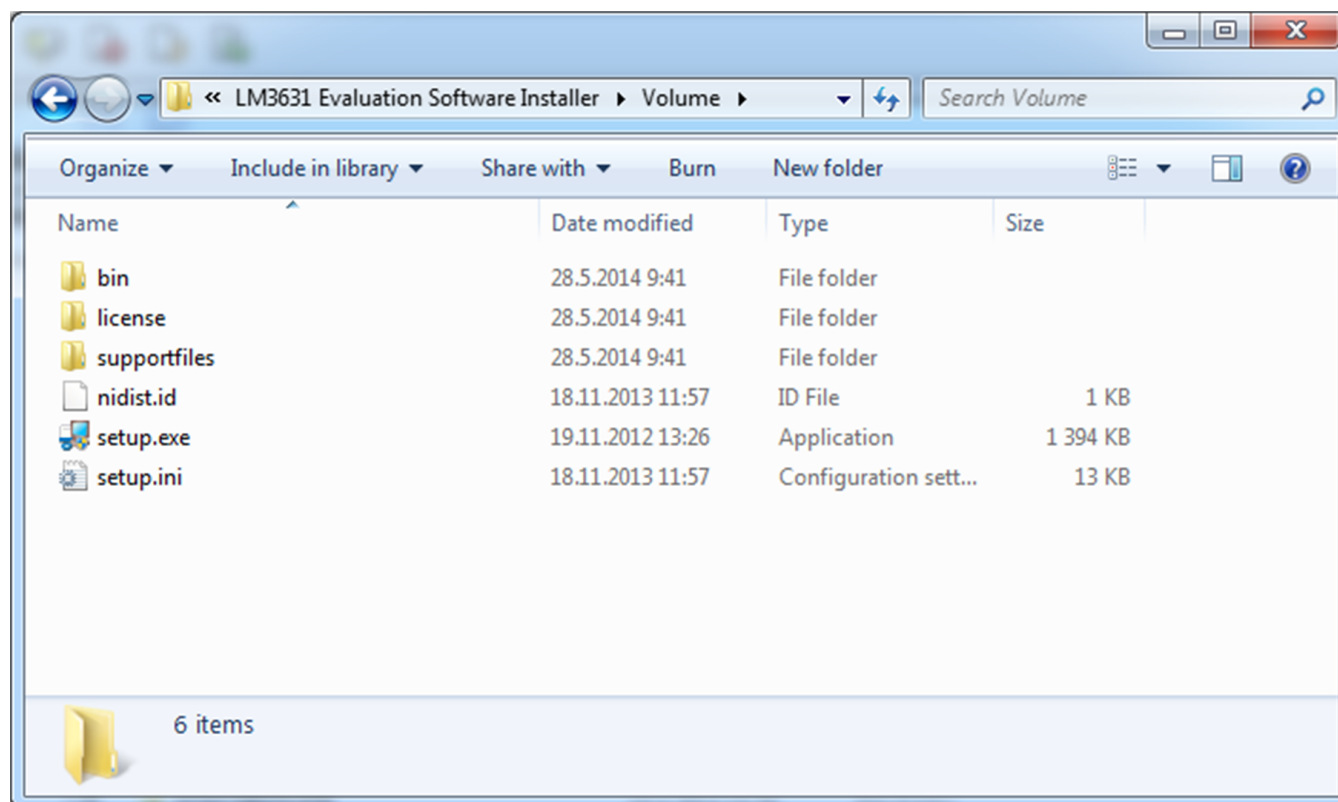 « LM3631 Evaluation Software Installer ▸ Volume ▸ Search Volume
Organize Include in library Share with Burn New folder
Name Date modified Type Size
bin 28.5.2014 9:41 File folder
license 28.5.2014 9:41 File folder
supportfiles 28.5.2014 9:41 File folder
nidist.id 18.11.2013 11:57 ID File 1 KB
setup.exe 19.11.2012 13:26 Application 1 394 KB
setup.ini 18.11.2013 11:57 Configuration sett... 13 KB
6 items